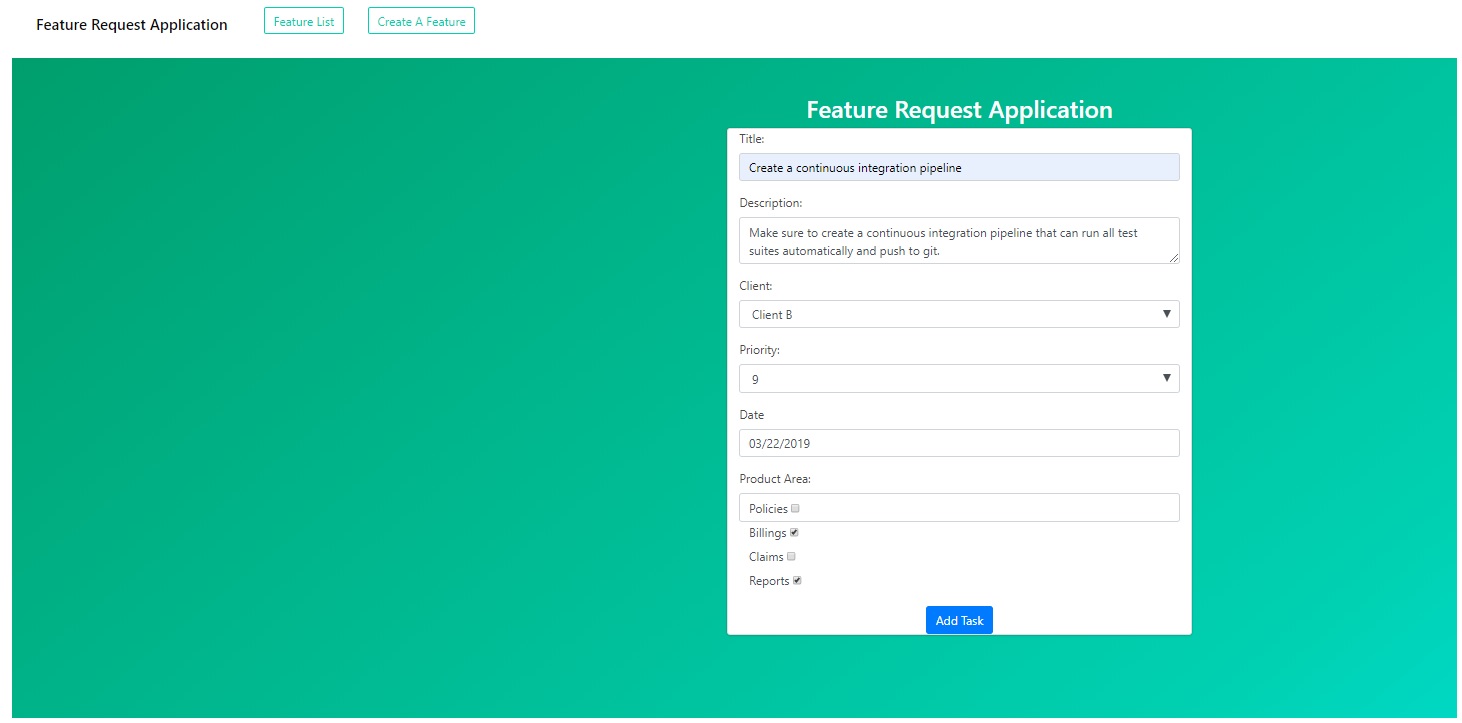 Feature Request Application
Feature List
Create A Feature
Feature Request Application
Title:
Create a continuous integration pipeline
Description:
Make sure to create a continuous integration pipeline that can run all test
suites automatically and push to git.
Client:
Client B
Priority:
9
Date
03/22/2019
Product Area:
Policies
Billings
Claims
Reports
Add Task